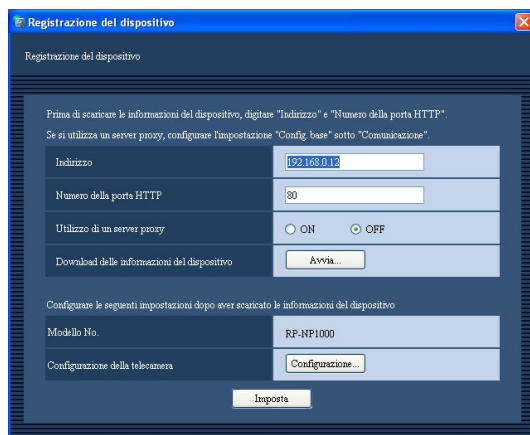 Registrazione del dispositivo
Registrazione del dispositivo
Prima di scaricare le informazioni del dispositivo, digitare "Indirizzo" e "Numero della porta HTTP".
Se si utilizza un server proxy, configurare l'impostazione "Config. base" sotto "Comunicazione".
Indirizzo 192.168.0.12
Numero della porta HTTP 80
Utilizzo di un server proxy ON OFF
Download delle informazioni del dispositivo Avvia...
Configurare le seguenti impostazioni dopo aver scaricato le informazioni del dispositivo
Modello No. RP-NP1000
Configurazione della telecamera Configurazione...
Imposta